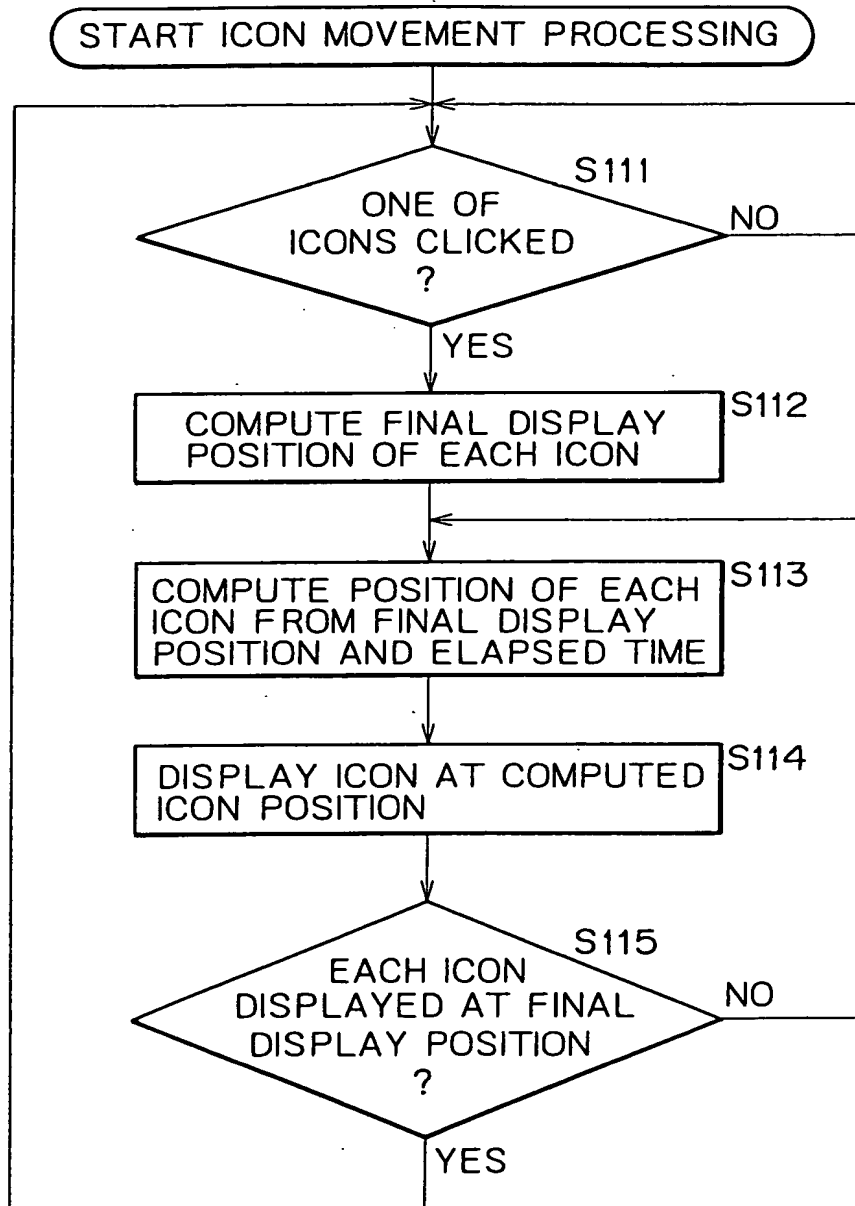 START ICON MOVEMENT PROCESSING
S111
ONE OF
ICONS CLICKED
?
NO
YES
S112
COMPUTE FINAL DISPLAY
POSITION OF EACH ICON
S113
COMPUTE POSITION OF EACH
ICON FROM FINAL DISPLAY
POSITION AND ELAPSED TIME
S114
DISPLAY ICON AT COMPUTED
ICON POSITION
S115
EACH ICON
DISPLAYED AT FINAL
DISPLAY POSITION
?
NO
YES